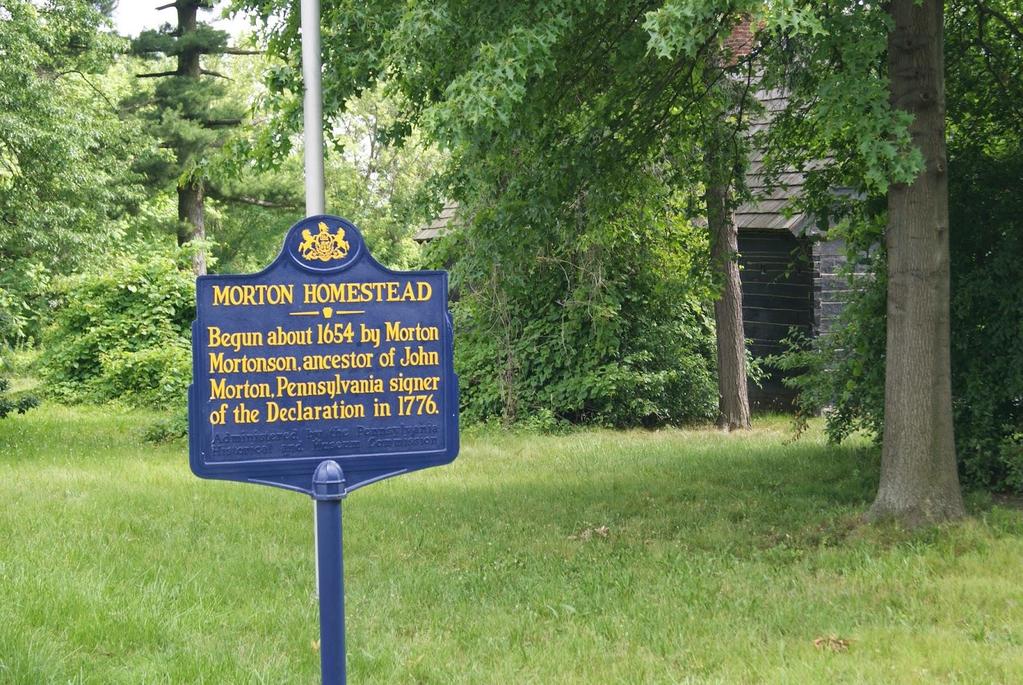 MORTON HOMESTEAD
Begun about 1654 by Morton
Mortonson, ancestor of John
Morton, Pennsylvania signer
of the Declaration in 1776.
Administered by the Pennsylvania
Historical and Museum Commission